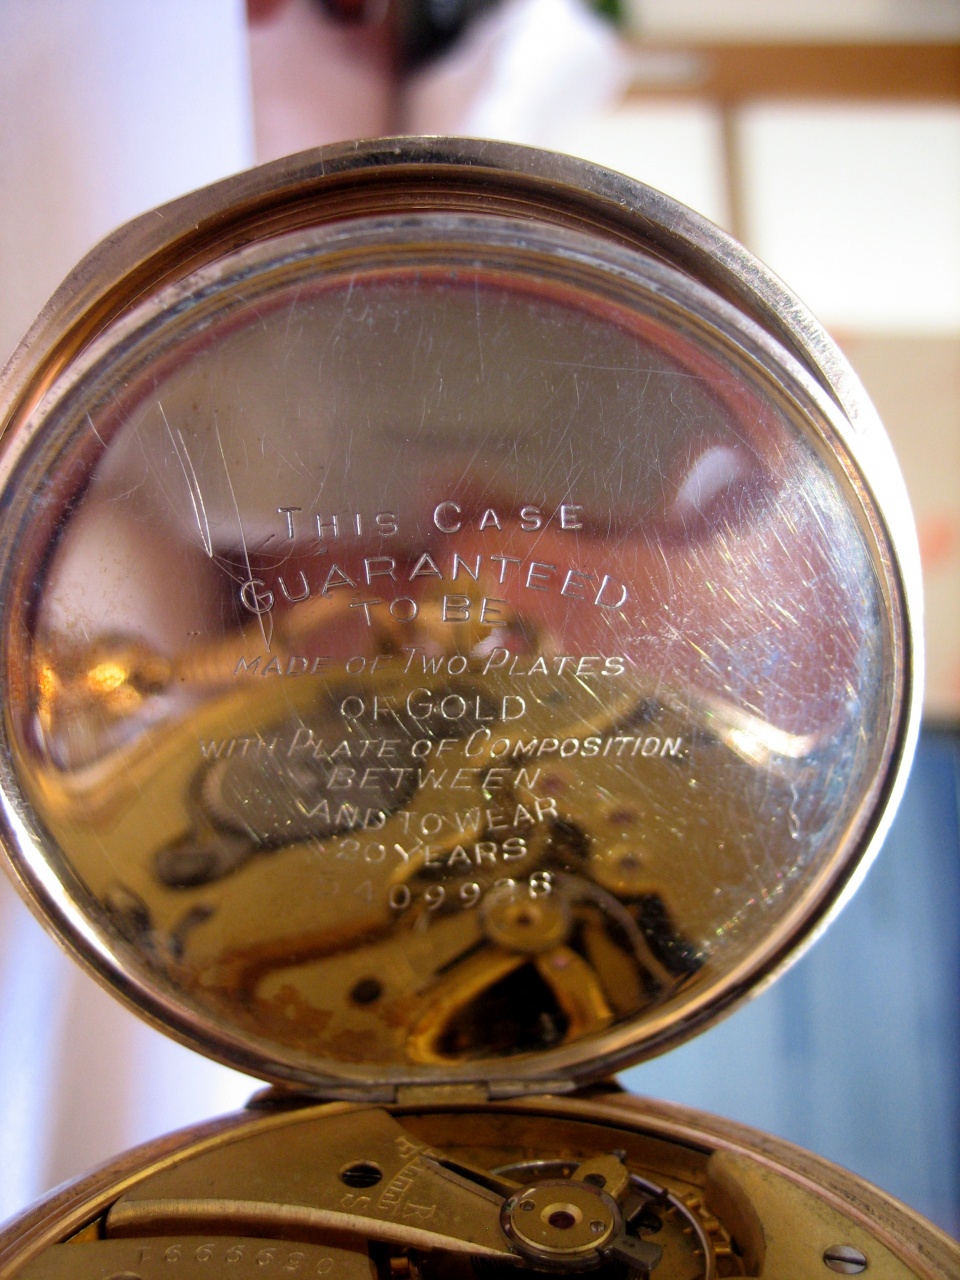 THIS CASE
GUARANTEED
TO BE
MADE OF TWO PLATES
OF GOLD
WITH PLATE OF COMPOSITION
BETWEEN
AND TO WEAR
20 YEARS
5409928